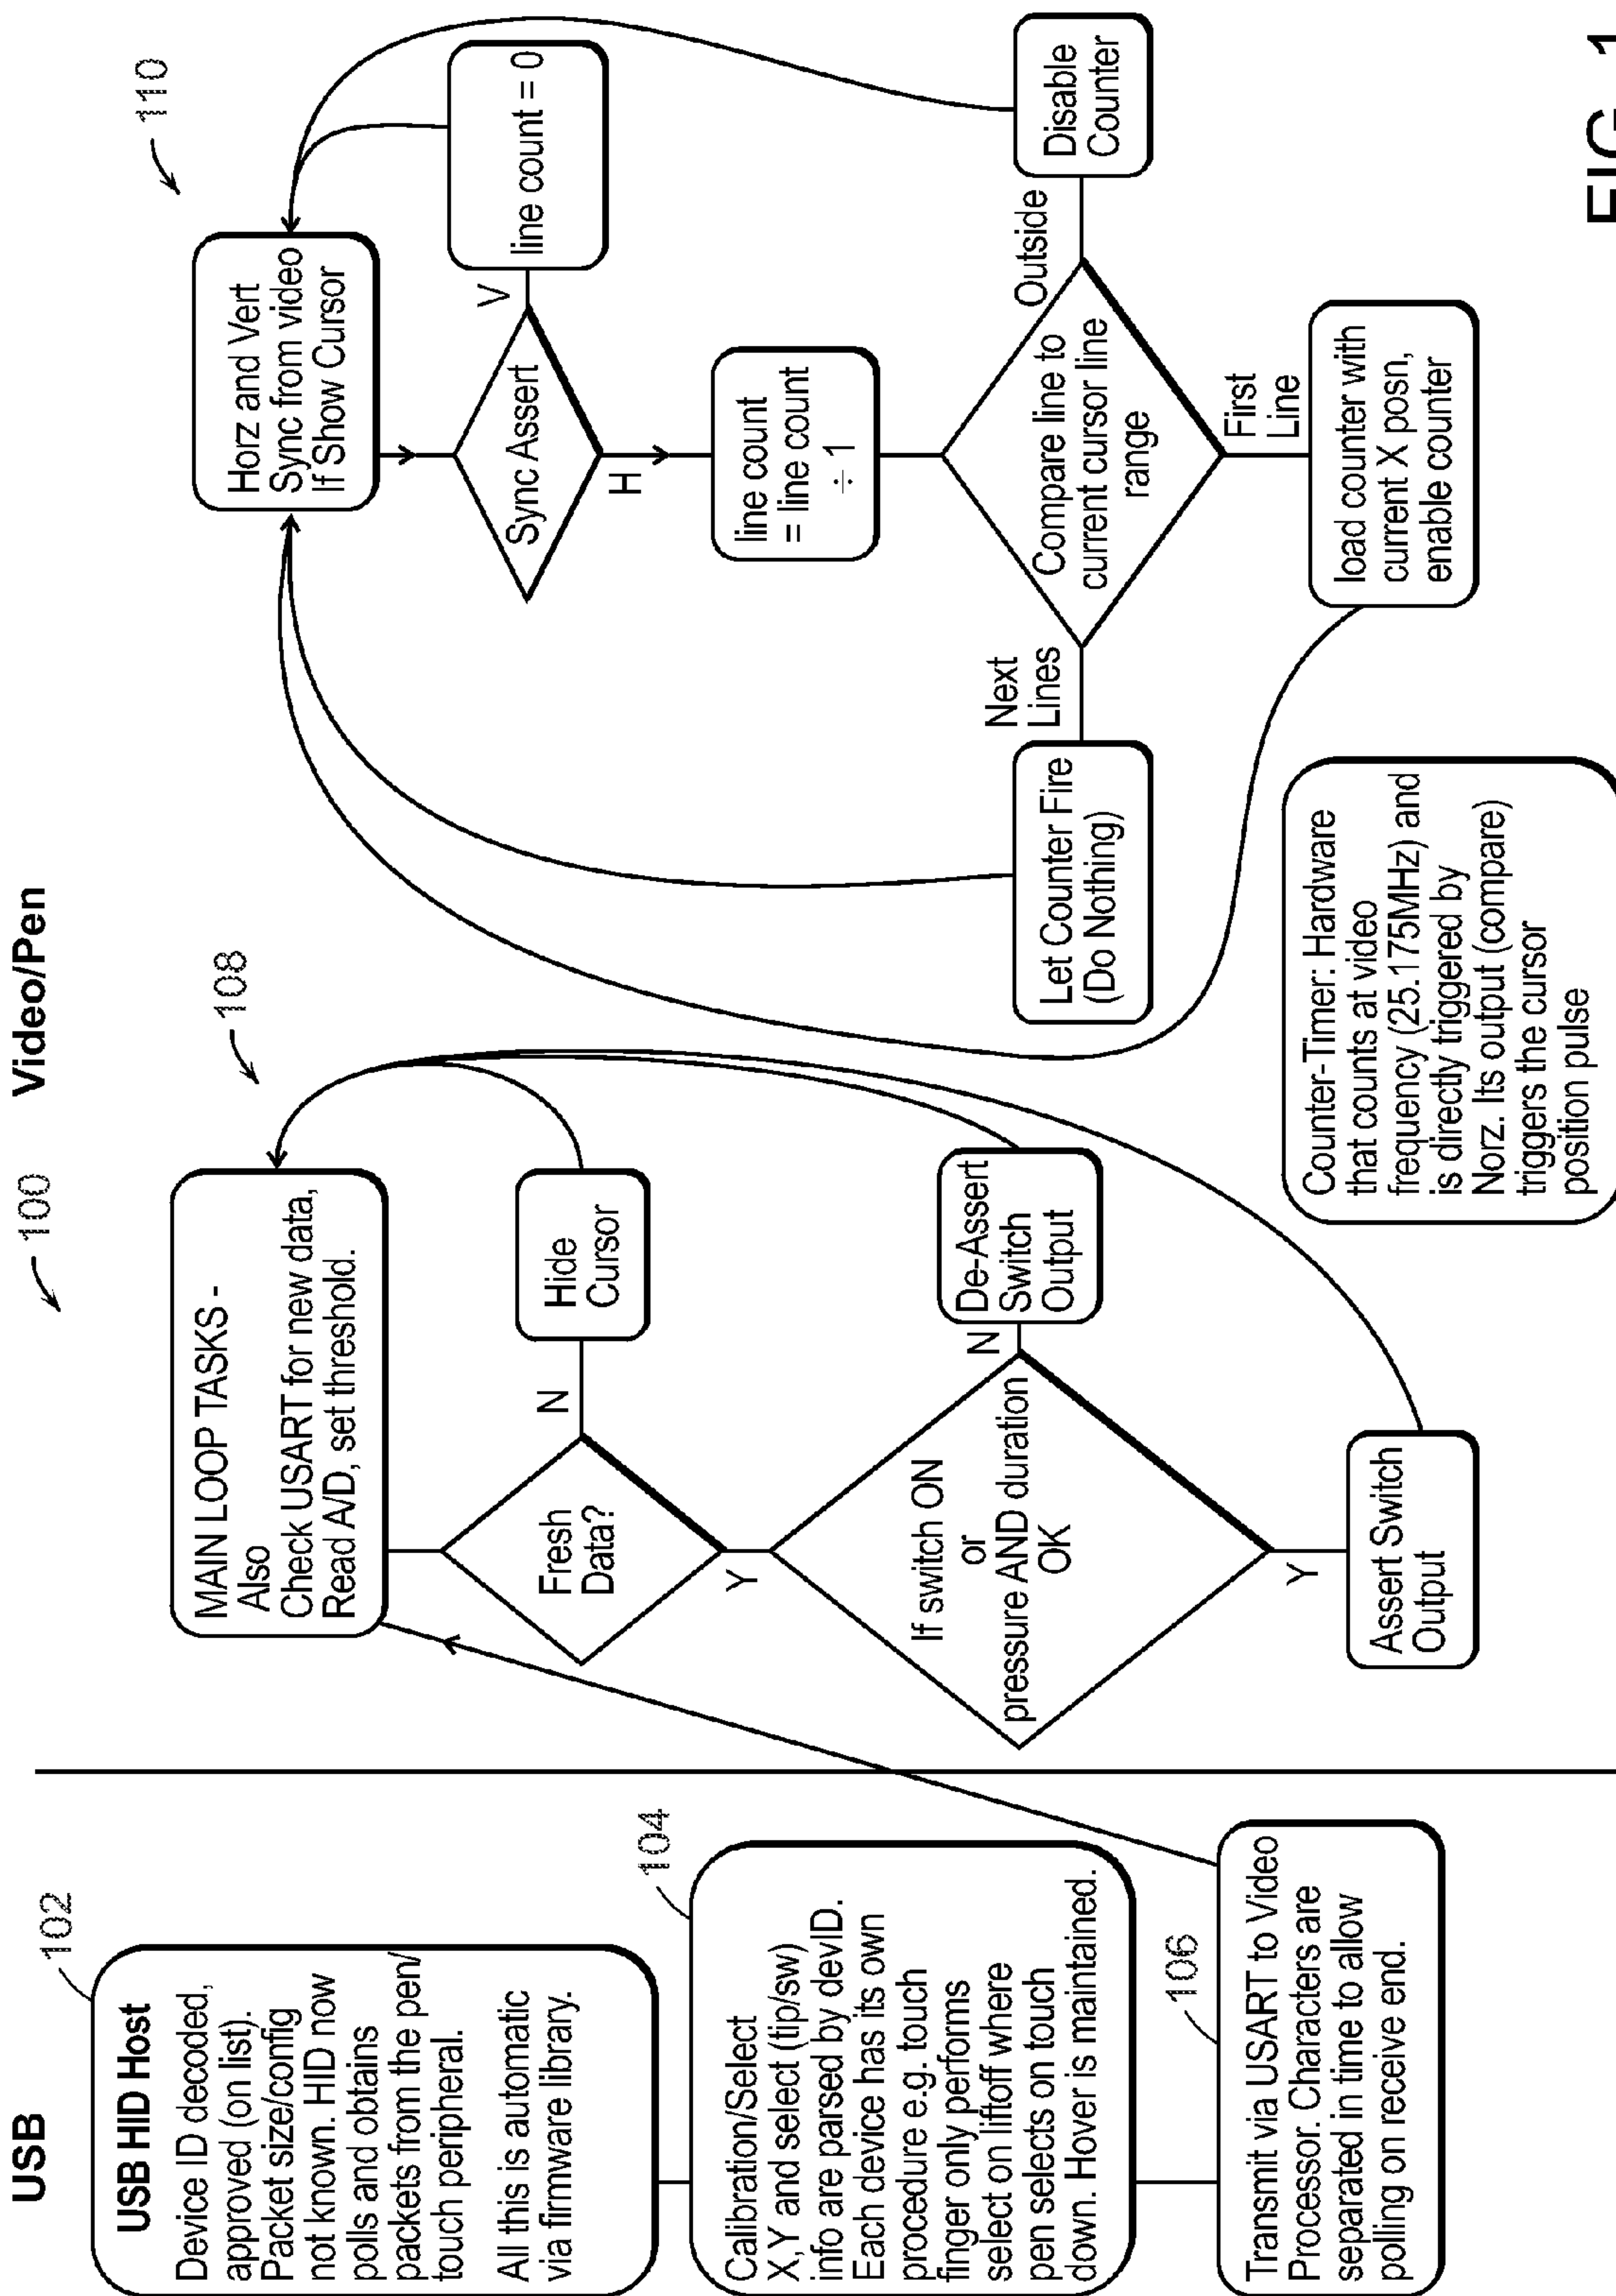 USB
Video/Pen
100
102
USB HID Host
Device ID decoded,
approved (on list).
Packet size/config
not known. HID now
polls and obtains
packets from the pen/
touch peripheral.
All this is automatic
via firmware library.
104
Calibration/Select
X,Y and select (tip/sw)
info are parsed by devID.
Each device has its own
procedure e.g. touch
finger only performs
select on liftoff where
pen selects on touch
down. Hover is maintained.
106
Transmit via USART to Video
Processor. Characters are
separated in time to allow
polling on receive end.
108
MAIN LOOP TASKS -
Also
Check USART for new data,
Read A/D, set threshold.
Fresh
Data?
N
Hide
Cursor
Y
If switch ON
or
pressure AND duration
OK
N
De-Assert
Switch
Output
Y
Assert Switch
Output
110
Horz and Vert
Sync from video
If Show Cursor
Sync Assert
V
line count = 0
H
line count
= line count
÷ 1
Compare line to
current cursor line
range
Outside
Disable
Counter
Next
Lines
Let Counter Fire
(Do Nothing)
First
Line
load counter with
current X posn,
enable counter
Counter-Timer: Hardware
that counts at video
frequency (25.175MHz) and
is directly triggered by
Norz. Its output (compare)
triggers the cursor
position pulse
FIG. 1